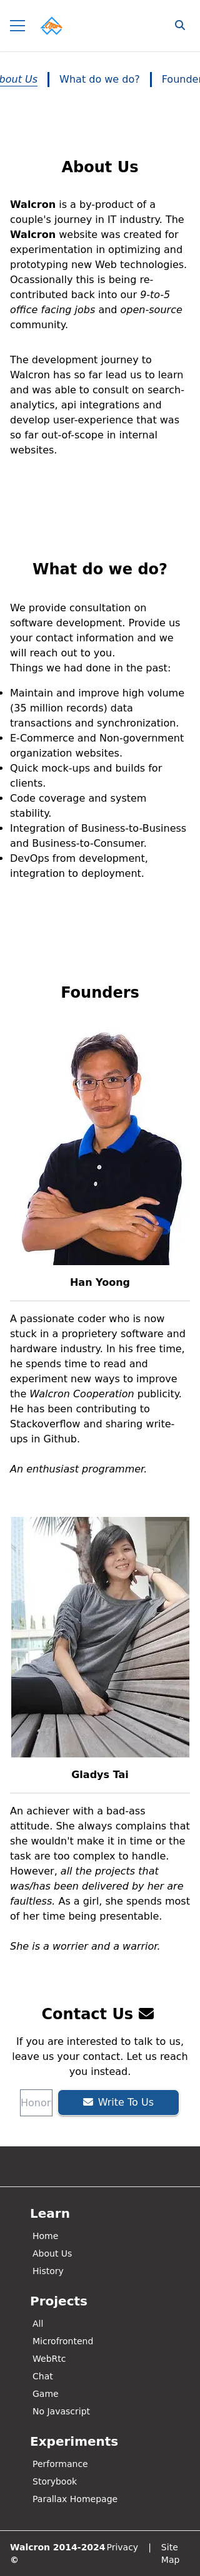 bout Us
What do we do?
Founder
About Us
Walcron is a by-product of a
couple's journey in IT industry. The
Walcron website was created for
experimentation in optimizing and
prototyping new Web technologies.
Ocassionally this is being re-
contributed back into our 9-to-5
office facing jobs and open-source
community.
The development journey to
Walcron has so far lead us to learn
and was able to consult on search-
analytics, api integrations and
develop user-experience that was
so far out-of-scope in internal
websites.
What do we do?
We provide consultation on
software development. Provide us
your contact information and we
will reach out to you.
Things we had done in the past:
Maintain and improve high volume
(35 million records) data
transactions and synchronization.
E-Commerce and Non-government
organization websites.
Quick mock-ups and builds for
clients.
Code coverage and system
stability.
Integration of Business-to-Business
and Business-to-Consumer.
DevOps from development,
integration to deployment.
Founders
Han Yoong
A passionate coder who is now
stuck in a proprietery software and
hardware industry. In his free time,
he spends time to read and
experiment new ways to improve
the Walcron Cooperation publicity.
He has been contributing to
Stackoverflow and sharing write-
ups in Github.
An enthusiast programmer.
Gladys Tai
An achiever with a bad-ass
attitude. She always complains that
she wouldn't make it in time or the
task are too complex to handle.
However, all the projects that
was/has been delivered by her are
faultless. As a girl, she spends most
of her time being presentable.
She is a worrier and a warrior.
Contact Us
If you are interested to talk to us,
leave us your contact. Let us reach
you instead.
Honor
Write To Us
Learn
Home
About Us
History
Projects
All
Microfrontend
WebRtc
Chat
Game
No Javascript
Experiments
Performance
Storybook
Parallax Homepage
Walcron 2014-2024 ©
Privacy | Site Map